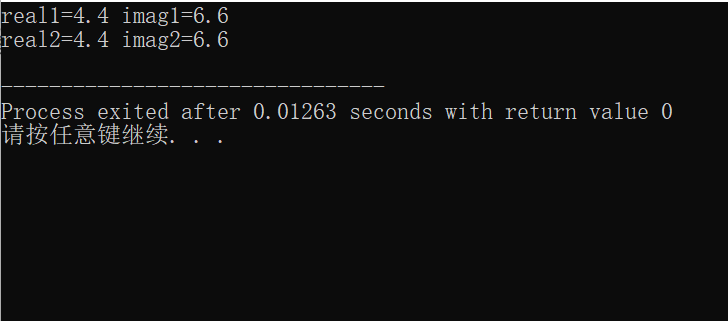 real1=4.4 imag1=6.6
real2=4.4 imag2=6.6
--------------------------------
Process exited after 0.01263 seconds with return value 0
请按任意键继续. . .